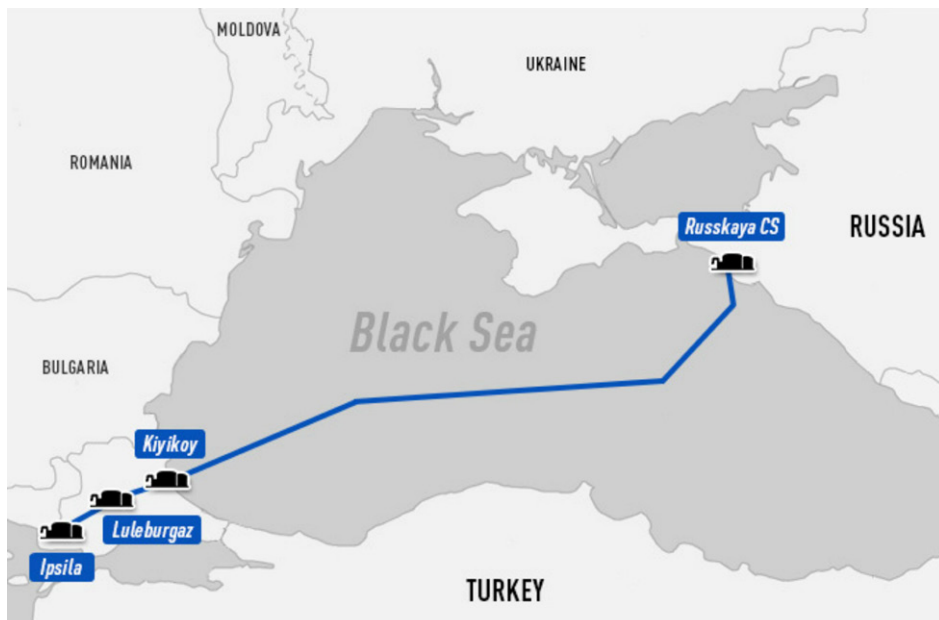 MOLDOVA
UKRAINE
ROMANIA
Russkaya CS
RUSSIA
Black Sea
BULGARIA
Kiyikoy
Luleburgaz
Ipsila
TURKEY